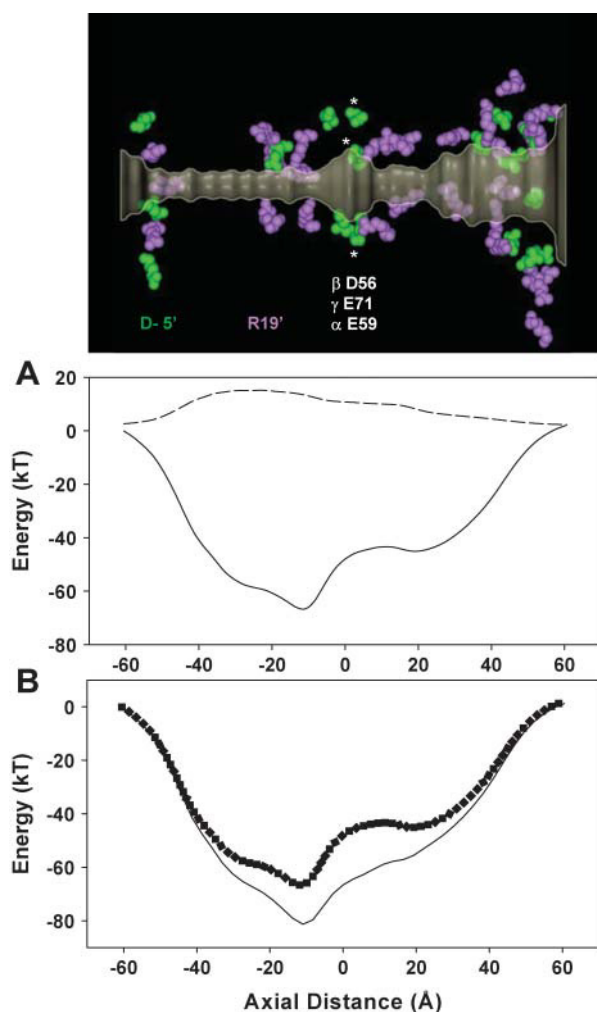 *
*
*
β D56
γ E71
α E59
D- 5'
R19'
A
20
0
-20
-40
-60
-80
Energy (kT)
-60 -40 -20 0 20 40 60
B
0
-20
-40
-60
-80
Energy (kT)
-60 -40 -20 0 20 40 60
Axial Distance (Å)